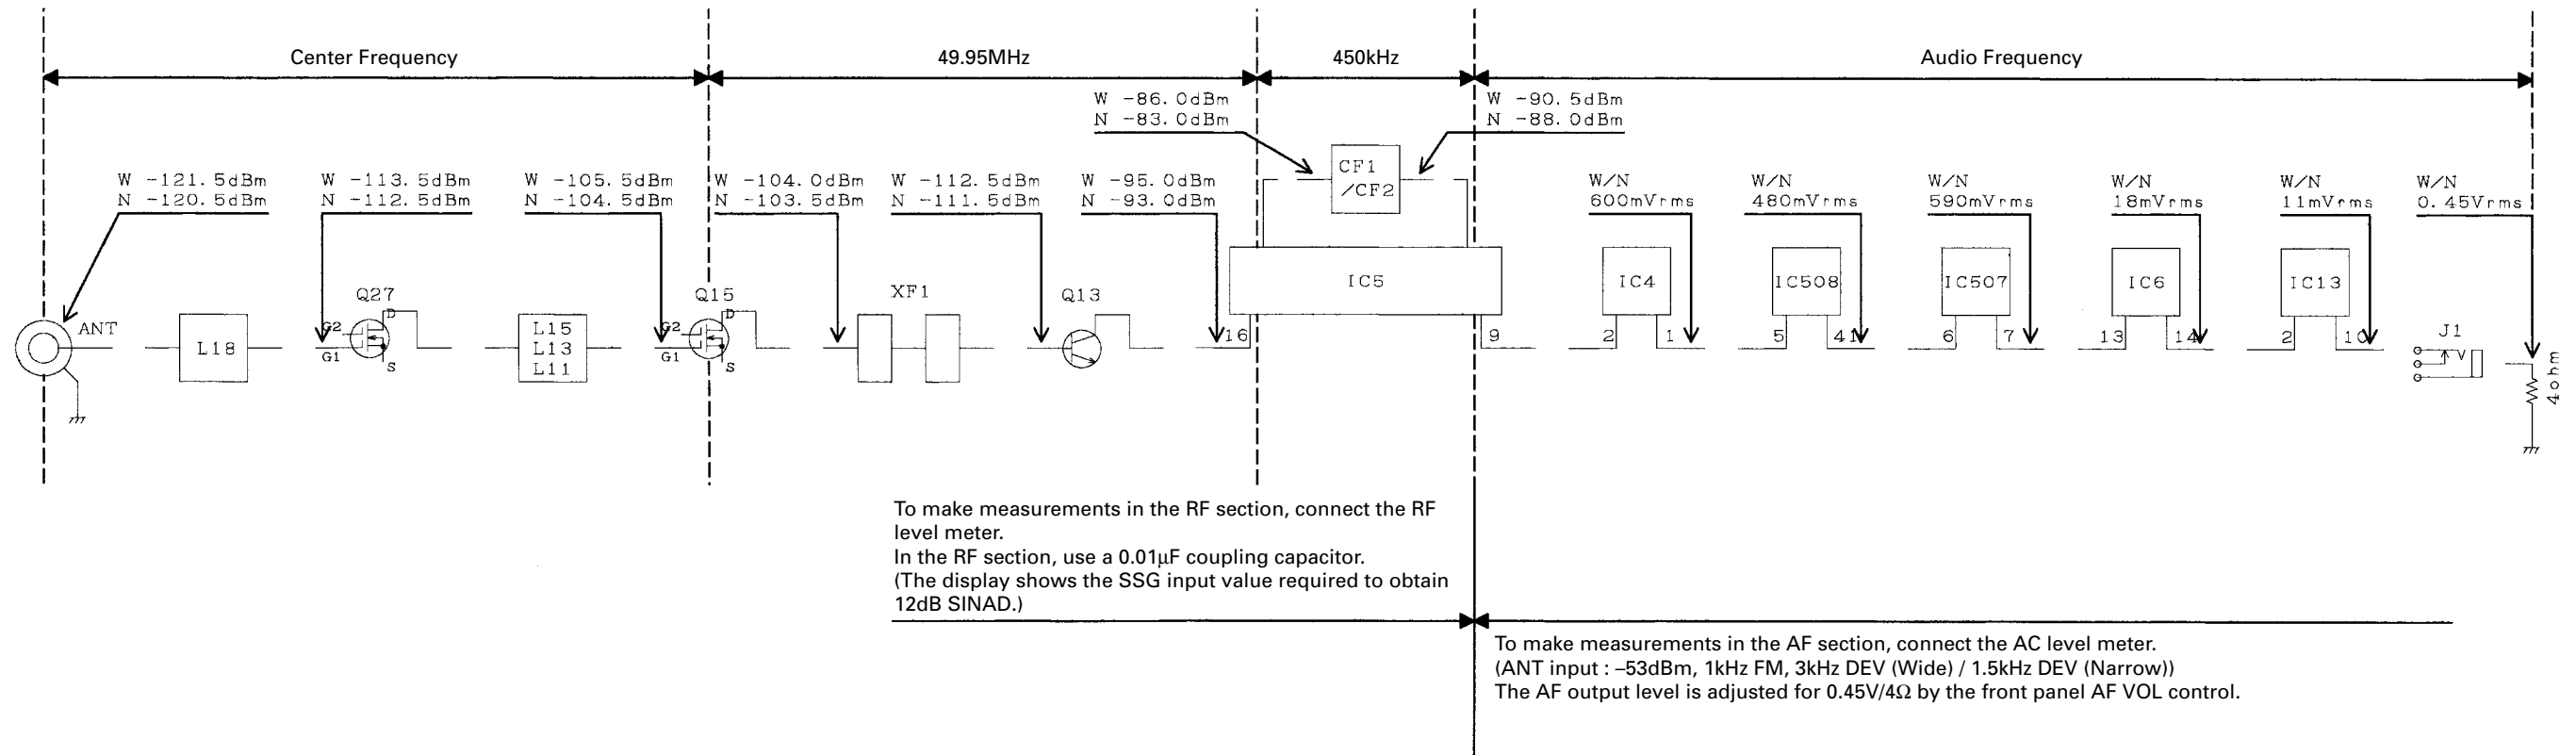 Center Frequency
49.95MHz
450kHz
Audio Frequency
W -86.0dBm
N -83.0dBm
W -90.5dBm
N -88.0dBm
W -121.5dBm
N -120.5dBm
W -113.5dBm
N -112.5dBm
W -105.5dBm
N -104.5dBm
W -104.0dBm
N -103.5dBm
W -112.5dBm
N -111.5dBm
W -95.0dBm
N -93.0dBm
CF1
/CF2
W/N
600mVrms
W/N
480mVrms
W/N
590mVrms
W/N
18mVrms
W/N
11mVrms
W/N
0.45Vrms
ANT
L18
Q27
G2
G1
D
S
L15
L13
L11
Q15
G2
G1
D
S
XF1
Q13
16
IC5
9
IC4
2
1
IC508
5
41
IC507
6
7
IC6
13
14
IC13
2
10
J1
4ohm
To make measurements in the RF section, connect the RF
level meter.
In the RF section, use a 0.01μF coupling capacitor.
(The display shows the SSG input value required to obtain
12dB SINAD.)
To make measurements in the AF section, connect the AC level meter.
(ANT input : –53dBm, 1kHz FM, 3kHz DEV (Wide) / 1.5kHz DEV (Narrow))
The AF output level is adjusted for 0.45V/4Ω by the front panel AF VOL control.